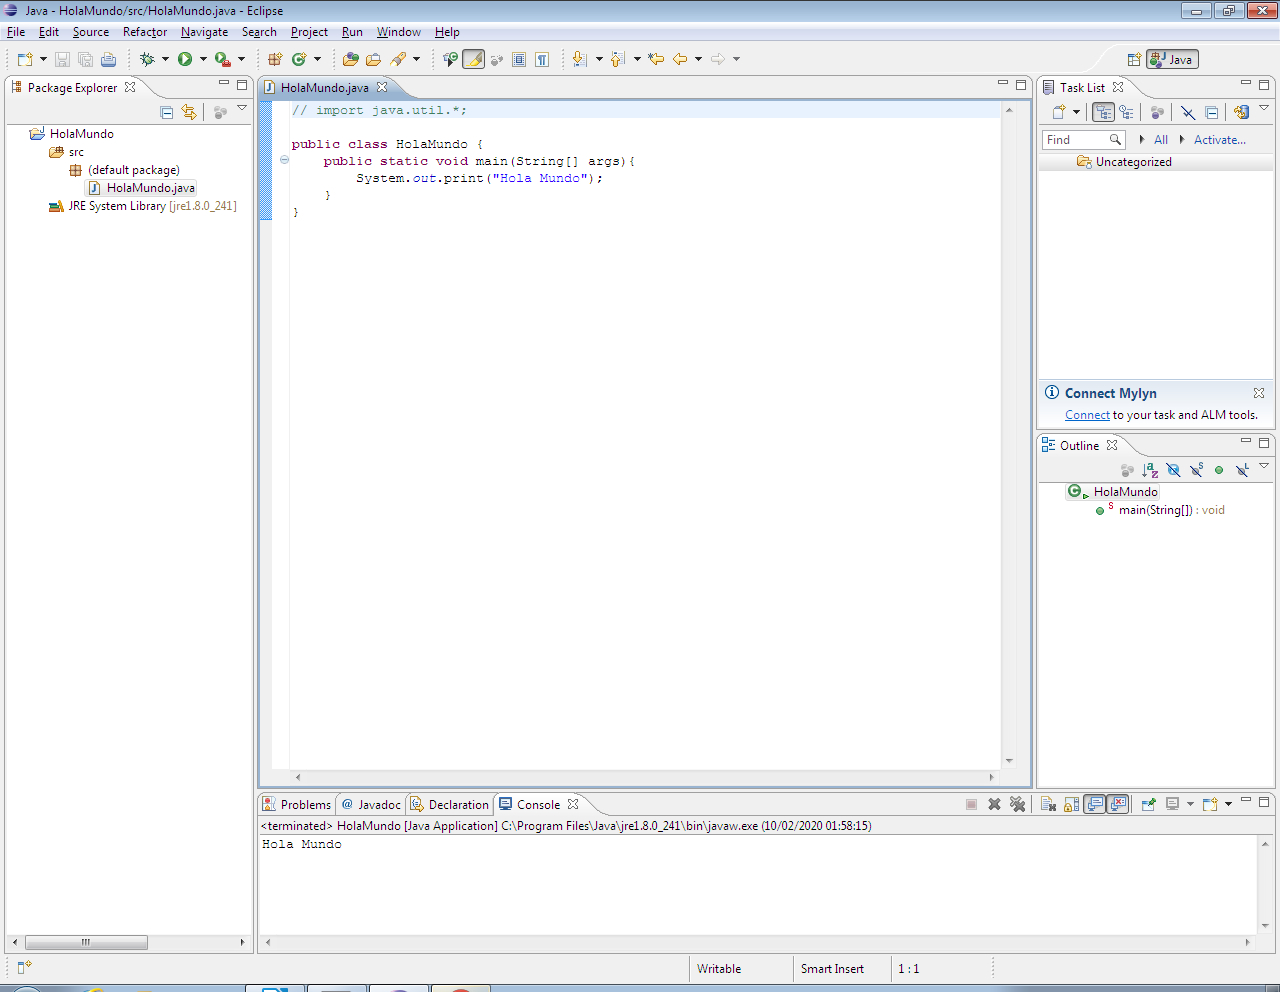 Java - HolaMundo/src/HolaMundo.java - Eclipse
File Edit Source Refactor Navigate Search Project Run Window Help
Java
Package Explorer
HolaMundo
src
(default package)
HolaMundo.java
JRE System Library [jre1.8.0_241]
HolaMundo.java
// import java.util.*;
public class HolaMundo {
public static void main(String[] args){
System.out.print("Hola Mundo");
}
}
Task List
Find All Activate...
Uncategorized
Connect Mylyn
Connect to your task and ALM tools.
Outline
HolaMundo
main(String[]) : void
Problems Javadoc Declaration Console
<terminated> HolaMundo [Java Application] C:\Program Files\Java\jre1.8.0_241\bin\javaw.exe (10/02/2020 01:58:15)
Hola Mundo
Writable Smart Insert 1 : 1